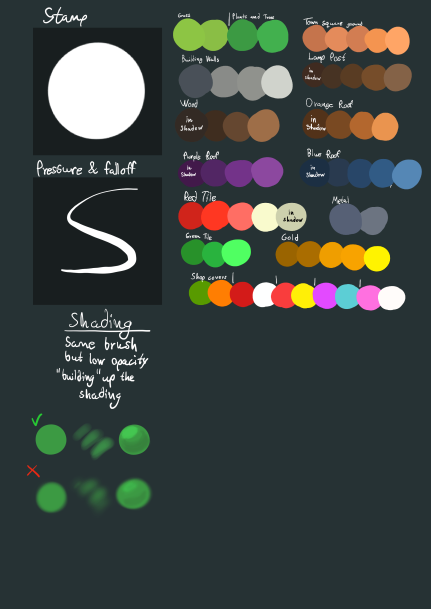 Stamp
Pressure & falloff
Shading
Same brush
but low opacity
"building" up the
shading
Grass
Plants and Trees
Town Square ground
Building Walls
Lamp Post
in
shadow
Wood
in
shadow
Orange Roof
in
Shadow
Purple Roof
in
Shadow
Blue Roof
in
Shadow
Red Tile
in
shadow
Metal
Green Tile
Gold
Shop covers